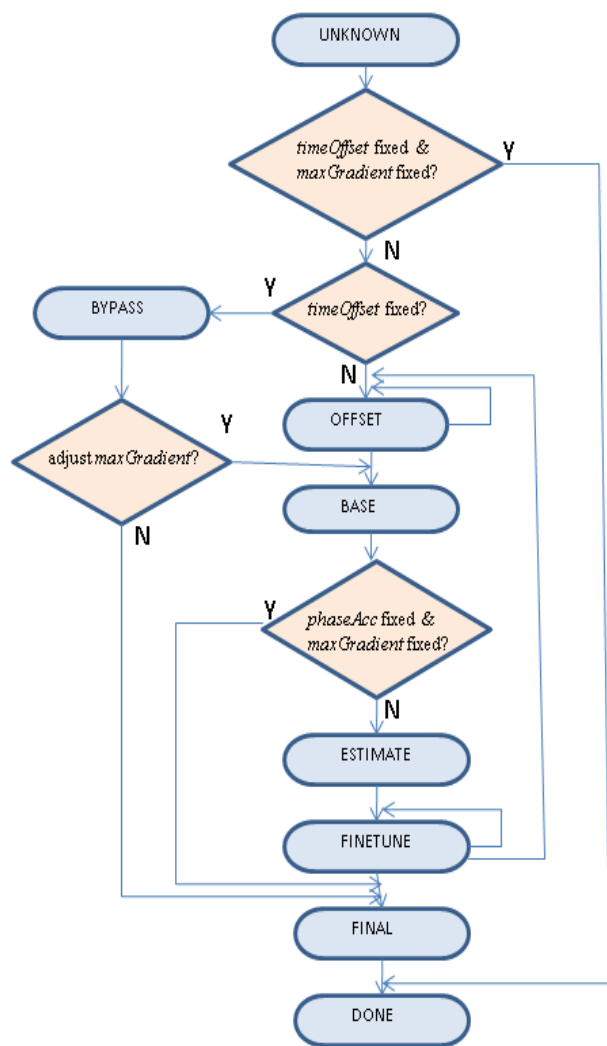 UNKNOWN
timeOffset fixed &
maxGradient fixed?
Y
N
Y
BYPASS
timeOffset fixed?
N
OFFSET
Y
adjust maxGradient?
BASE
N
Y
phaseAcc fixed &
maxGradient fixed?
N
ESTIMATE
FINETUNE
FINAL
DONE